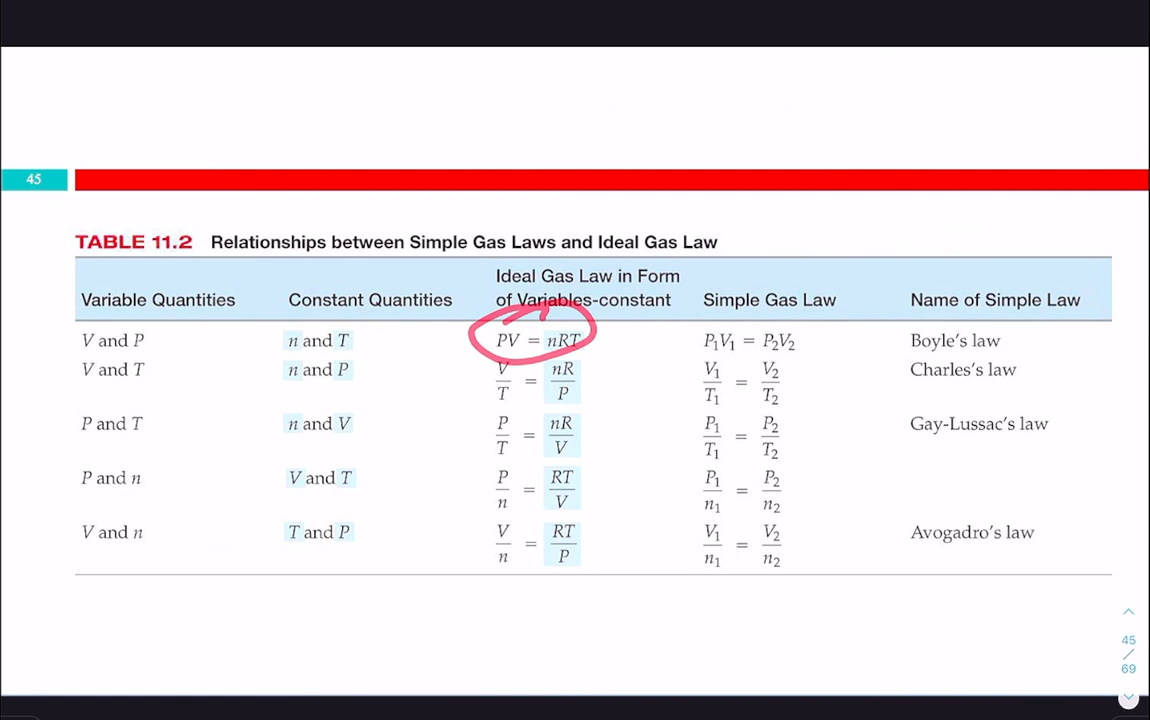 45
TABLE 11.2 Relationships between Simple Gas Laws and Ideal Gas Law
Variable Quantities Constant Quantities Ideal Gas Law in Form of Variables-constant Simple Gas Law Name of Simple Law
V and P n and T PV = nRT P₁V₁ = P₂V₂ Boyle's law
V and T n and P V/T = nR/P V₁/T₁ = V₂/T₂ Charles's law
P and T n and V P/T = nR/V P₁/T₁ = P₂/T₂ Gay-Lussac's law
P and n V and T P/n = RT/V P₁/n₁ = P₂/n₂
V and n T and P V/n = RT/P V₁/n₁ = V₂/n₂ Avogadro's law
45
/
69